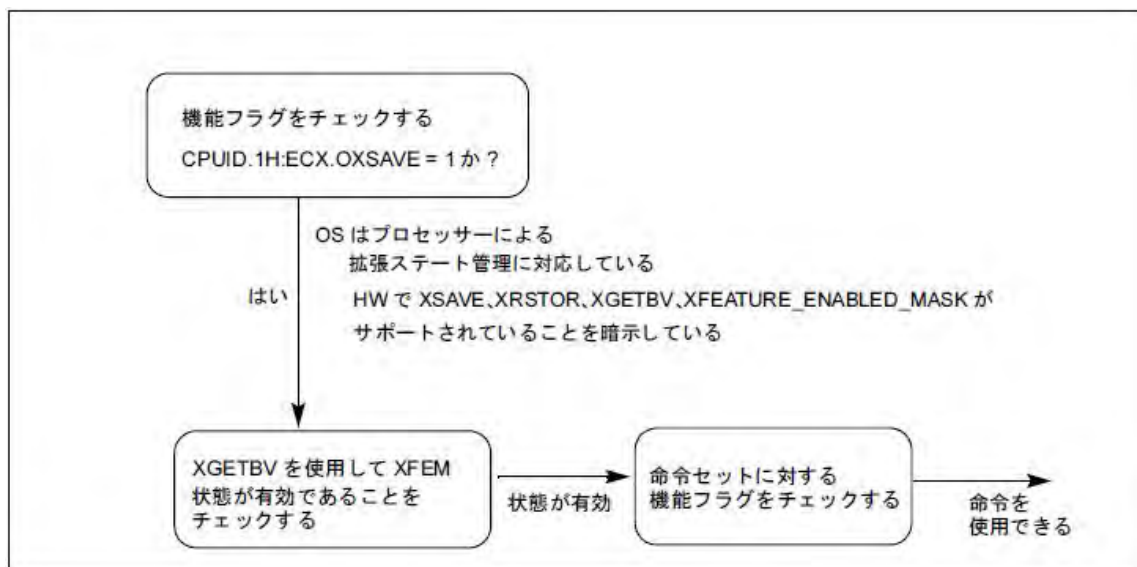 機能フラグをチェックする
CPUID.1H:ECX.OXSAVE = 1 か ?
OS はプロセッサーによる
拡張ステート管理に対応している
はい
HW で XSAVE、XRSTOR、XGETBV、XFEATURE_ENABLED_MASK が
サポートされていることを暗示している
XGETBV を使用して XFEM
状態が有効であることを
チェックする
状態が有効
命令セットに対する
機能フラグをチェックする
命令を
使用できる